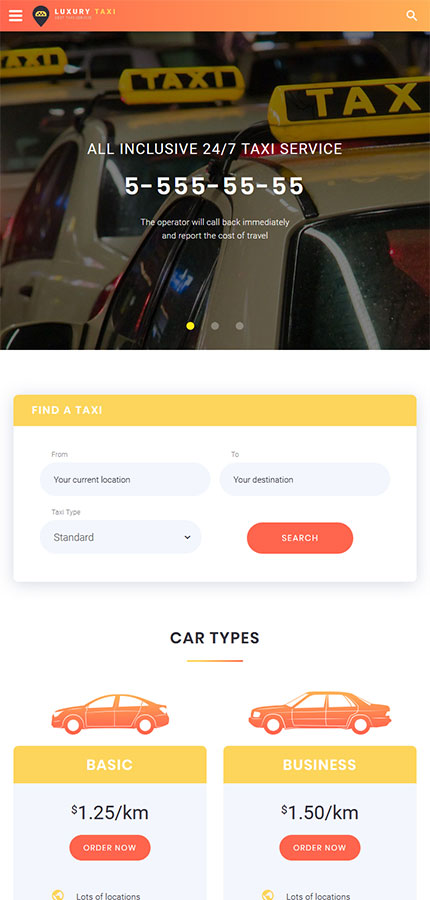 LUXURY TAXI
FAST TAXI SERVICE
TAXI
TAXI
TAXI
ALL INCLUSIVE 24/7 TAXI SERVICE
5-555-55-55
The operator will call back immediately
and report the cost of travel
FIND A TAXI
From
To
Your current location
Your destination
Taxi Type
Standard
SEARCH
CAR TYPES
BASIC
BUSINESS
$1.25/km
$1.50/km
ORDER NOW
ORDER NOW
Lots of locations
Lots of locations